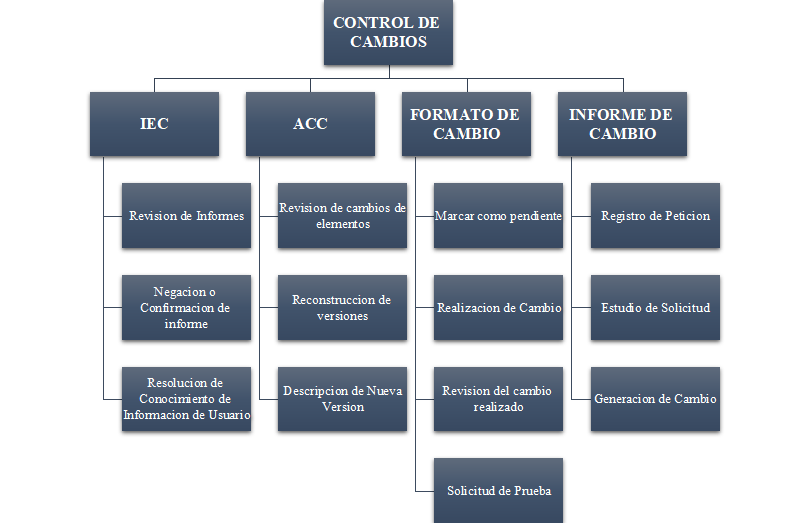 CONTROL DE
CAMBIOS
IEC
ACC
FORMATO DE
CAMBIO
INFORME DE
CAMBIO
Revision de Informes
Negacion o
Confirmacion de
informe
Resolucion de
Conocimiento de
Informacion de Usuario
Revision de cambios de
elementos
Reconstruccion de
versiones
Descripcion de Nueva
Version
Marcar como pendiente
Realizacion de Cambio
Revision del cambio
realizado
Solicitud de Prueba
Registro de Peticion
Estudio de Solicitud
Generacion de Cambio